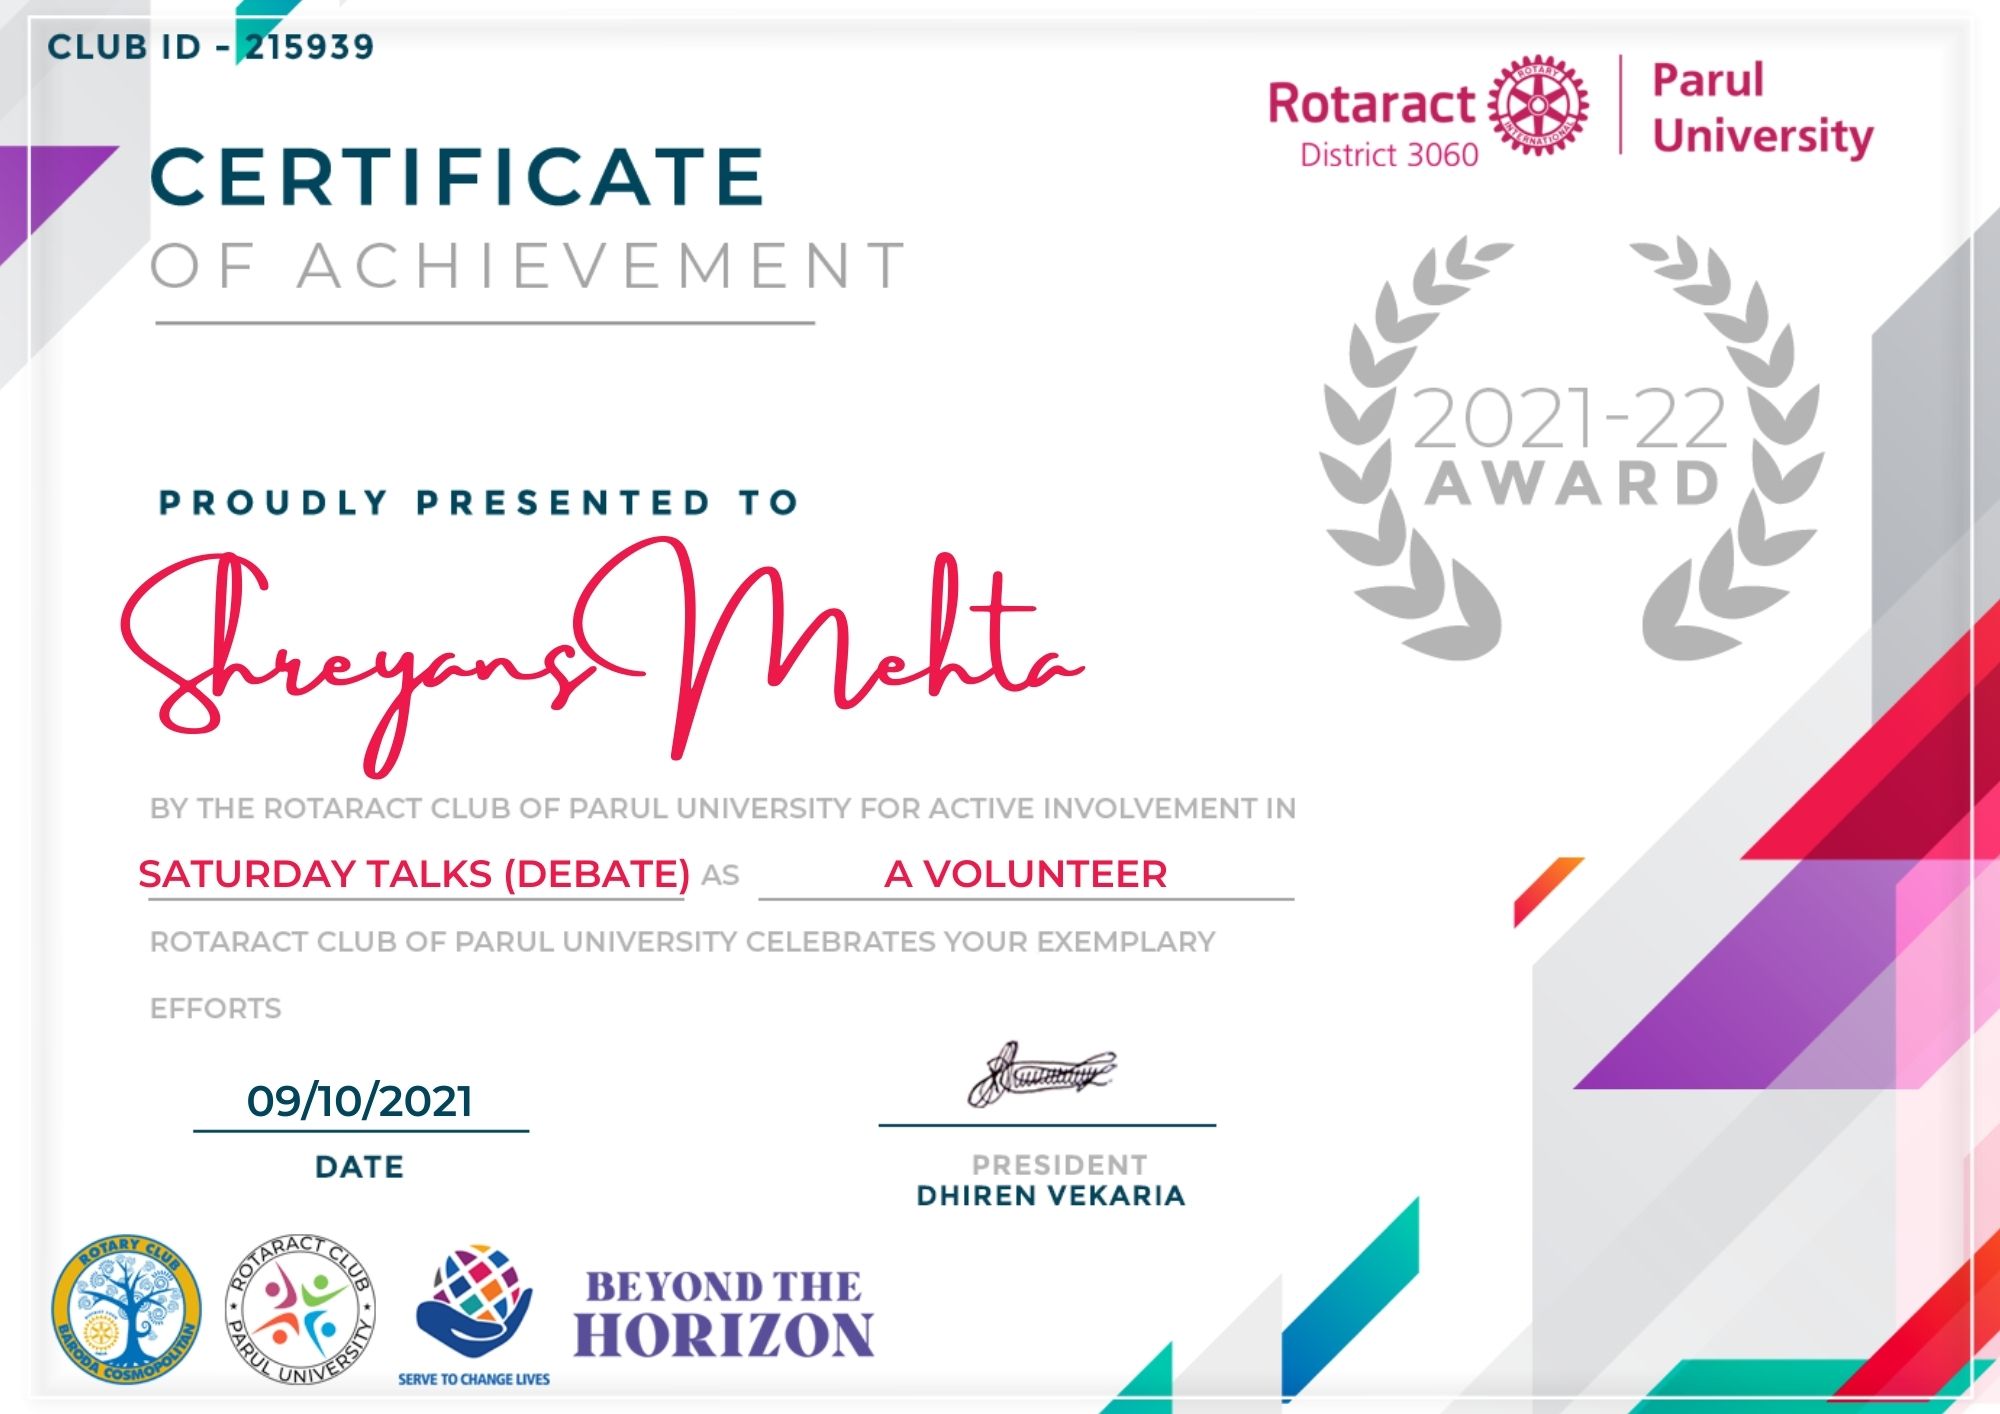 CLUB ID - 215939
Rotaract
District 3060
ROTARY
INTERNATIONAL
Parul
University
CERTIFICATE
OF ACHIEVEMENT
2021-22
AWARD
PROUDLY PRESENTED TO
Shreyans Mehta
BY THE ROTARACT CLUB OF PARUL UNIVERSITY FOR ACTIVE INVOLVEMENT IN
SATURDAY TALKS (DEBATE) AS A VOLUNTEER
ROTARACT CLUB OF PARUL UNIVERSITY CELEBRATES YOUR EXEMPLARY
EFFORTS
09/10/2021
DATE
PRESIDENT
DHIREN VEKARIA
ROTARY CLUB
BARODA COSMOPOLITAN
ROTARACT CLUB
PARUL UNIVERSITY
SERVE TO CHANGE LIVES
BEYOND THE
HORIZON